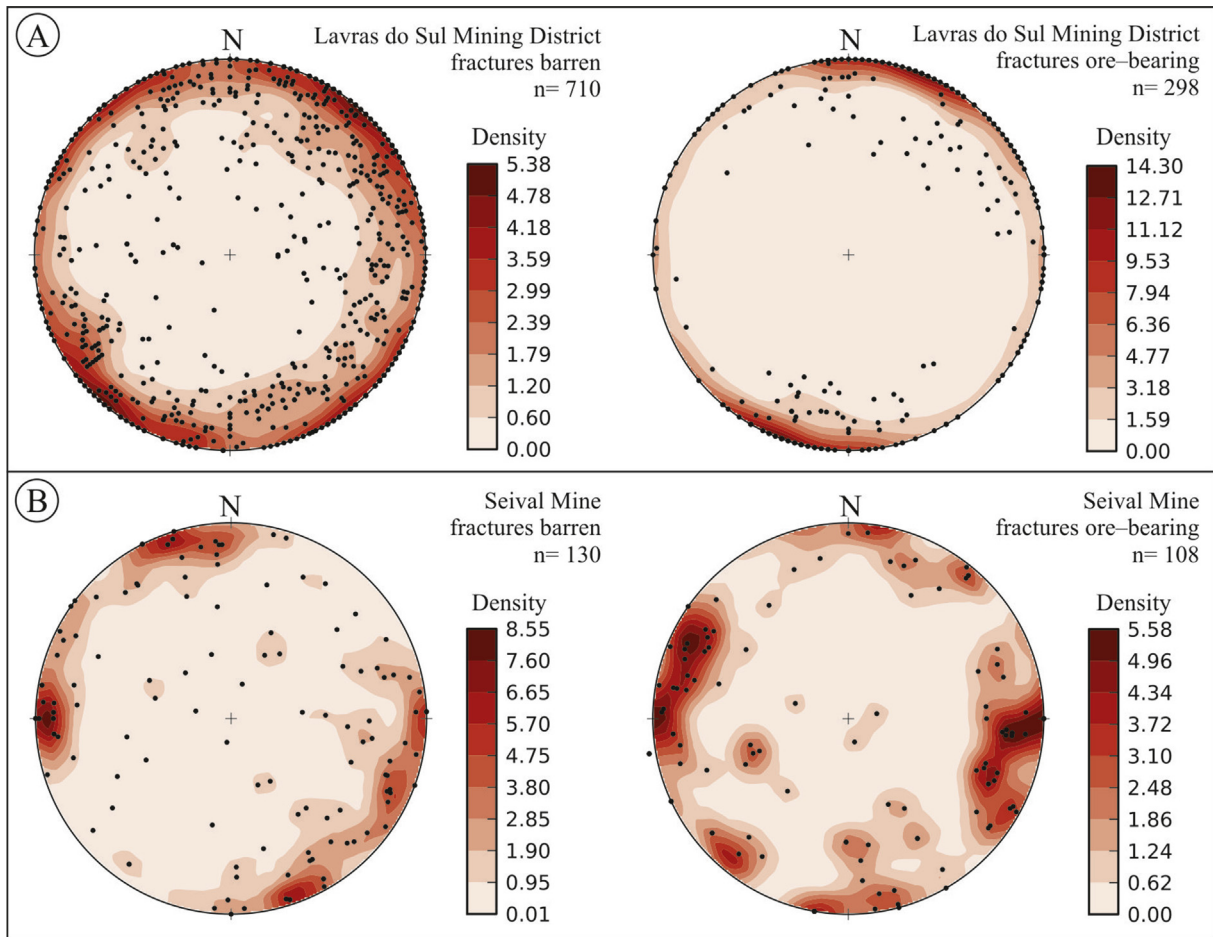 A
N
Lavras do Sul Mining District
fractures barren
n= 710
Density
5.38
4.78
4.18
3.59
2.99
2.39
1.79
1.20
0.60
0.00
N
Lavras do Sul Mining District
fractures ore–bearing
n= 298
Density
14.30
12.71
11.12
9.53
7.94
6.36
4.77
3.18
1.59
0.00
B
N
Seival Mine
fractures barren
n= 130
Density
8.55
7.60
6.65
5.70
4.75
3.80
2.85
1.90
0.95
0.01
N
Seival Mine
fractures ore–bearing
n= 108
Density
5.58
4.96
4.34
3.72
3.10
2.48
1.86
1.24
0.62
0.00